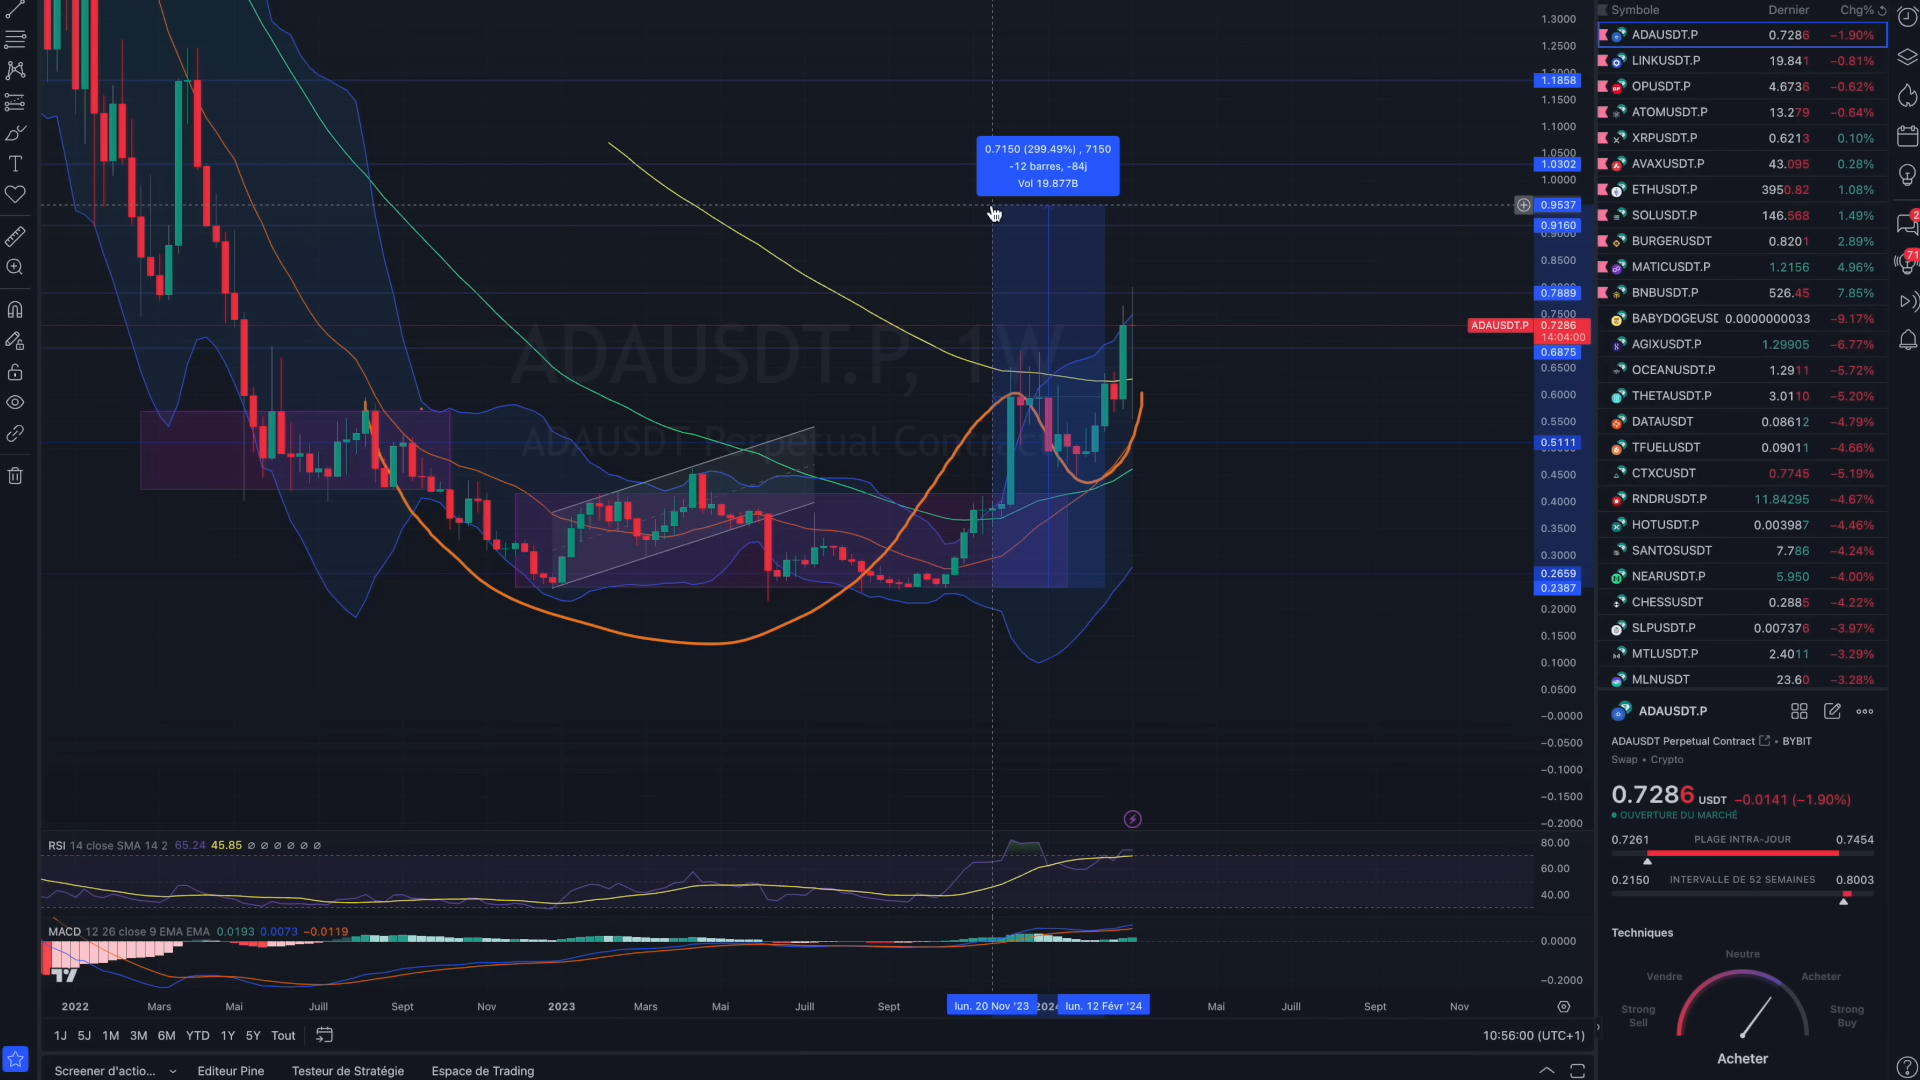 ADAUSDT.P, 1W
ADAUSDT Perpetual Contract
0.7150 (299.49%) , 7150
-12 barres, -84j
Vol 19.877B
1.3000
1.2500
1.1858
1.1500
1.1000
1.0500
1.0302
1.0000
0.9537
0.9160
0.9000
0.8500
0.7889
0.7500
ADAUSDT.P 0.7286
14:04:00
0.6875
0.6500
0.6000
0.5500
0.5111
0.4500
0.4000
0.3500
0.3000
0.2659
0.2387
0.2000
0.1500
0.1000
0.0500
−0.0000
−0.0500
−0.1000
−0.1500
−0.2000
RSI 14 close SMA 14 2 65.24 45.85 ∅ ∅ ∅ ∅ ∅ ∅
80.00
60.00
40.00
MACD 12 26 close 9 EMA EMA 0.0193 0.0073 −0.0119
0.0000
−0.2000
2022 Mars Mai Juill Sept Nov 2023 Mars Mai Juill Sept lun. 20 Nov '23 2024 lun. 12 Févr '24 Mai Juill Sept Nov
1J 5J 1M 3M 6M YTD 1Y 5Y Tout
10:56:00 (UTC+1)
Screener d'actio... Editeur Pine Testeur de Stratégie Espace de Trading
Symbole Dernier Chg%
ADAUSDT.P 0.7286 −1.90%
LINKUSDT.P 19.841 −0.81%
OPUSDT.P 4.6736 −0.62%
ATOMUSDT.P 13.279 −0.64%
XRPUSDT.P 0.6213 0.10%
AVAXUSDT.P 43.095 0.28%
ETHUSDT.P 3950.82 1.08%
SOLUSDT.P 146.568 1.49%
BURGERUSDT 0.8201 2.89%
MATICUSDT.P 1.2156 4.96%
BNBUSDT.P 526.45 7.85%
BABYDOGEUSD 0.0000000033 −9.17%
AGIXUSDT.P 1.29905 −6.77%
OCEANUSDT.P 1.2911 −5.72%
THETAUSDT.P 3.0110 −5.20%
DATAUSDT 0.08612 −4.79%
TFUELUSDT 0.09011 −4.66%
CTXCUSDT 0.7745 −5.19%
RNDRUSDT.P 11.84295 −4.67%
HOTUSDT.P 0.003987 −4.46%
SANTOSUSDT 7.786 −4.24%
NEARUSDT.P 5.950 −4.00%
CHESSUSDT 0.2885 −4.22%
SLPUSDT.P 0.007376 −3.97%
MTLUSDT.P 2.4011 −3.29%
MLNUSDT 23.60 −3.28%
ADAUSDT.P
ADAUSDT Perpetual Contract • BYBIT
Swap • Crypto
0.7286 USDT −0.0141 (−1.90%)
OUVERTURE DU MARCHÉ
0.7261 PLAGE INTRA-JOUR 0.7454
0.2150 INTERVALLE DE 52 SEMAINES 0.8003
Techniques
Neutre
Vendre Acheter
Strong Sell
Strong Buy
Acheter
2
71